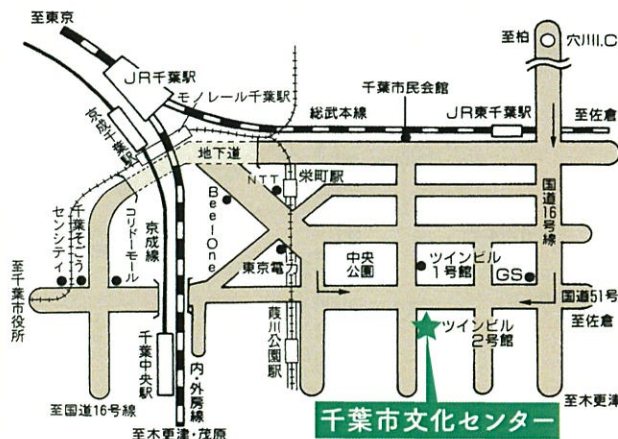 至東京
JR千葉駅
モノレール千葉駅
総武本線
千葉市民会館
JR東千葉駅
至柏
穴川I.C
至佐倉
京成千葉駅
地下道
NTT
栄町駅
国道16号線
Beel One
センシティ
千葉そごう
コリドーモール
京成線
東京電力
中央
公園
ツインビル
1号館
GS
国道51号
至佐倉
至千葉市役所
葭川公園駅
ツインビル
2号館
千葉中央駅
内・外房線
至国道16号線
至木更津・茂原
至木更津
千葉市文化センター